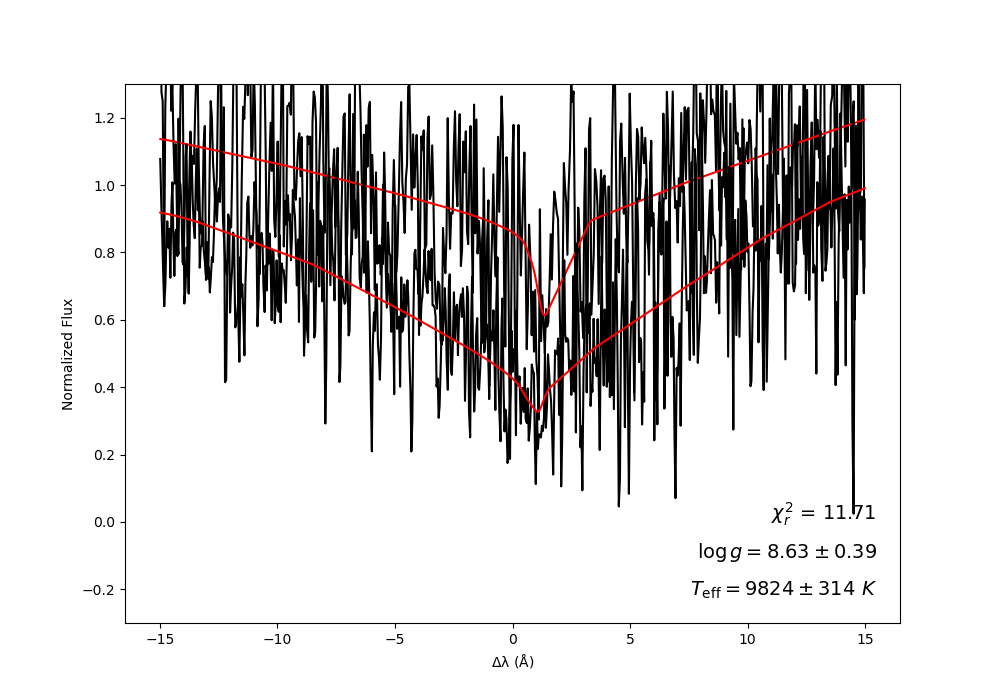 1.2
1.0
0.8
0.6
0.4
0.2
0.0
−0.2
Normalized Flux
χ²ᵣ = 11.71
log g = 8.63 ± 0.39
T_eff = 9824 ± 314 K
−15 −10 −5 0 5 10 15
Δλ (Å)